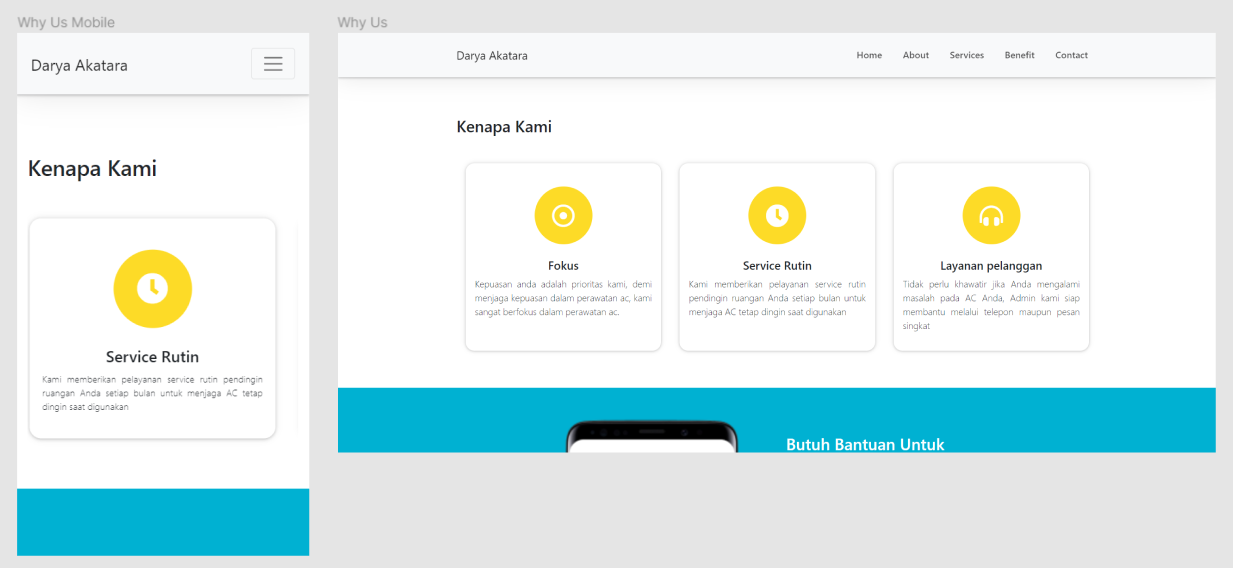 Why Us Mobile
Darya Akatara
Kenapa Kami
Service Rutin
Kami memberikan pelayanan service rutin pendingin
ruangan Anda setiap bulan untuk menjaga AC tetap
dingin saat digunakan
Why Us
Darya Akatara
Home About Services Benefit Contact
Kenapa Kami
Fokus
Kepuasan anda adalah prioritas kami, demi
menjaga kepuasan dalam perawatan ac, kami
sangat berfokus dalam perawatan ac.
Service Rutin
Kami memberikan pelayanan service rutin
pendingin ruangan Anda setiap bulan untuk
menjaga AC tetap dingin saat digunakan
Layanan pelanggan
Tidak perlu khawatir jika Anda mengalami
masalah pada AC Anda, Admin kami siap
membantu melalui telepon maupun pesan
singkat
Butuh Bantuan Untuk